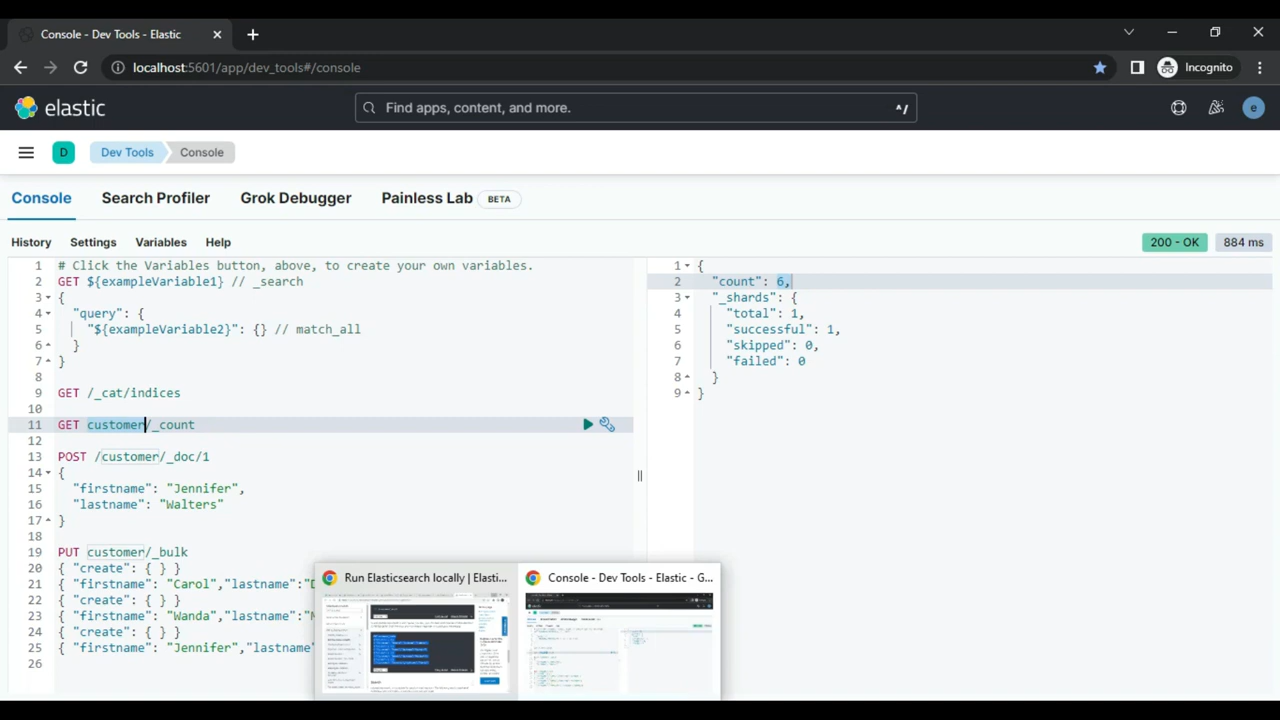 Console - Dev Tools - Elastic
localhost:5601/app/dev_tools#/console
Incognito
elastic
Find apps, content, and more.
^/
e
D
Dev Tools
Console
Console
Search Profiler
Grok Debugger
Painless Lab
BETA
History
Settings
Variables
Help
200 - OK
884 ms
1 # Click the Variables button, above, to create your own variables.
2 GET ${exampleVariable1} // _search
3 {
4 "query": {
5 "${exampleVariable2}": {} // match_all
6 }
7 }
8
9 GET /_cat/indices
10
11 GET customer/_count
12
13 POST /customer/_doc/1
14 {
15 "firstname": "Jennifer",
16 "lastname": "Walters"
17 }
18
19 PUT customer/_bulk
20 { "create": { } }
21 { "firstname": "Carol","lastname":"D
22 { "create": { } }
23 { "firstname": "Wanda","lastname":
24 { "create": { } }
25 { "firstname": "Jennifer","lastname"
26
1 {
2 "count": 6,
3 "_shards": {
4 "total": 1,
5 "successful": 1,
6 "skipped": 0,
7 "failed": 0
8 }
9 }
Run Elasticsearch locally | Elasti...
Console - Dev Tools - Elastic - G...